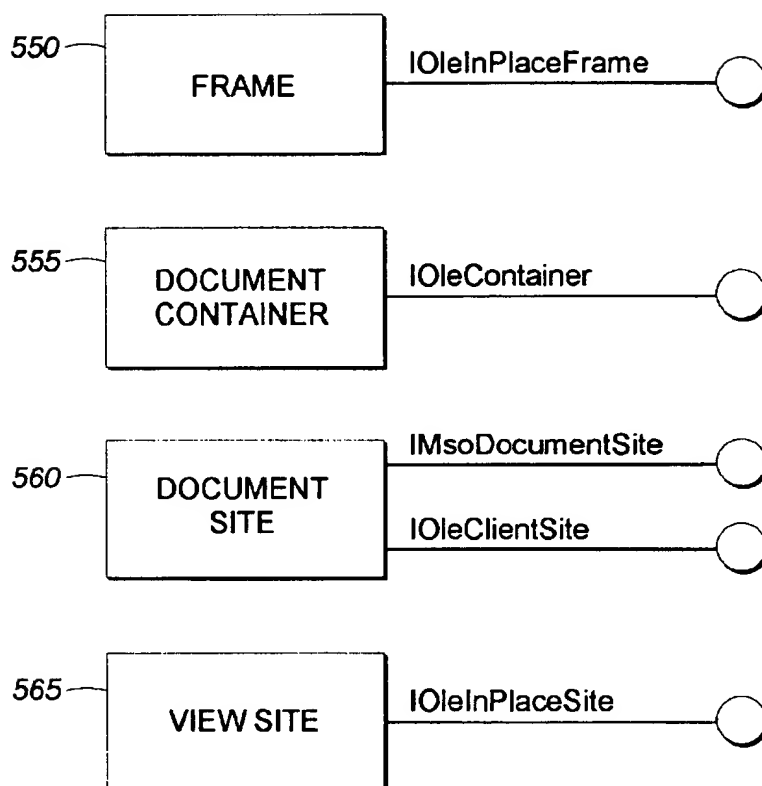 550
FRAME
IOleInPlaceFrame
555
DOCUMENT
CONTAINER
IOleContainer
560
DOCUMENT
SITE
IMsoDocumentSite
IOleClientSite
565
VIEW SITE
IOleInPlaceSite